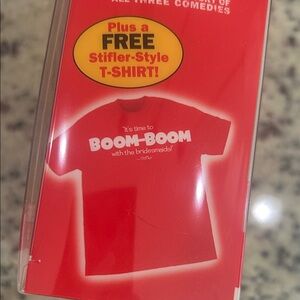 ALL THREE COMEDIES
Plus a
FREE
Stifler-Style
T-SHIRT!
It's time to
BOOM-BOOM
with the bridesmaids!